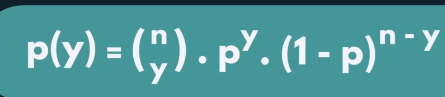 p(y) = (n y) . p^y . (1 - p)^n - y